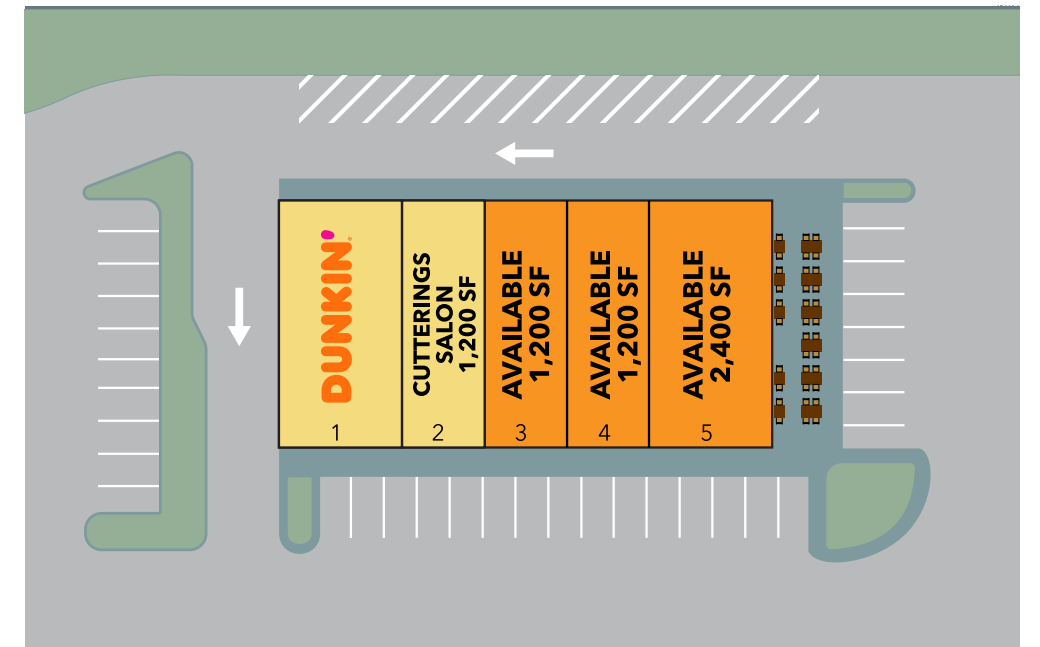 DUNKIN'
1
CUTTERINGS
SALON
1,200 SF
2
AVAILABLE
1,200 SF
3
AVAILABLE
1,200 SF
4
AVAILABLE
2,400 SF
5